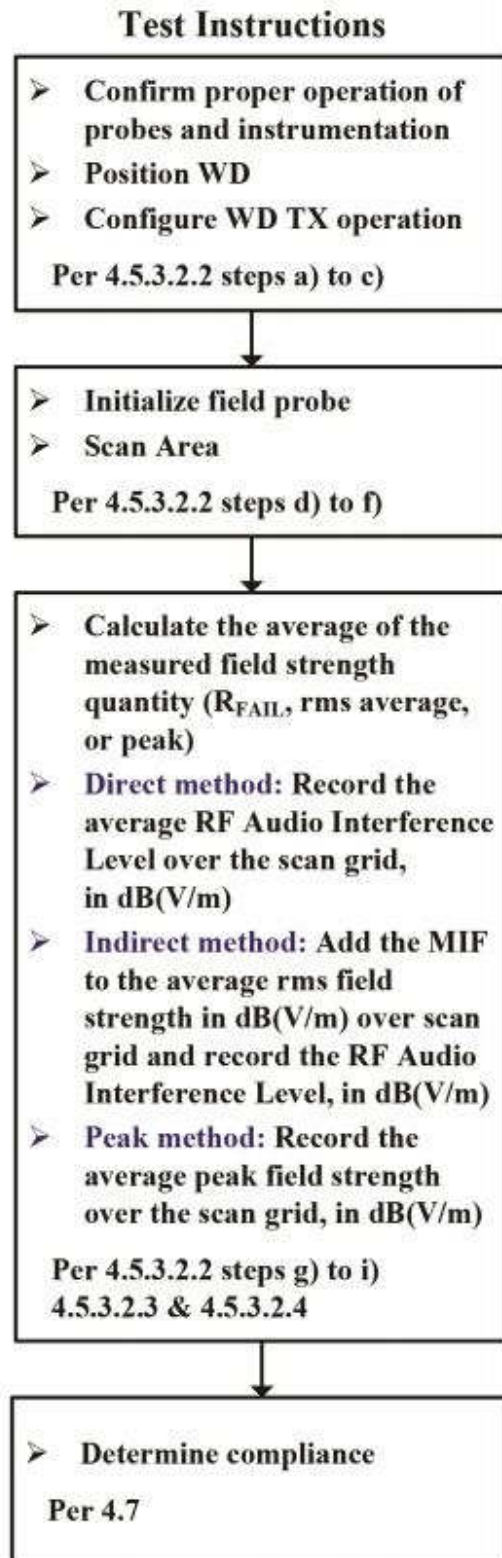 Test Instructions
➢ Confirm proper operation of
probes and instrumentation
➢ Position WD
➢ Configure WD TX operation
Per 4.5.3.2.2 steps a) to c)
➢ Initialize field probe
➢ Scan Area
Per 4.5.3.2.2 steps d) to f)
➢ Calculate the average of the
measured field strength
quantity (RFAIL, rms average,
or peak)
➢ Direct method: Record the
average RF Audio Interference
Level over the scan grid,
in dB(V/m)
➢ Indirect method: Add the MIF
to the average rms field
strength in dB(V/m) over scan
grid and record the RF Audio
Interference Level, in dB(V/m)
➢ Peak method: Record the
average peak field strength
over the scan grid, in dB(V/m)
Per 4.5.3.2.2 steps g) to i)
4.5.3.2.3 & 4.5.3.2.4
➢ Determine compliance
Per 4.7